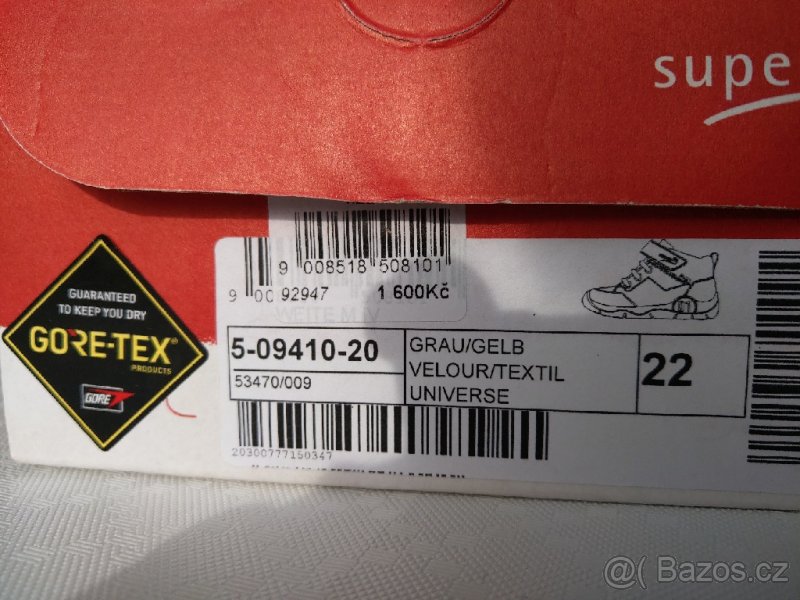 supe
9 008518 508101
9 00
92947 1 600Kč
WEITE M IV
GUARANTEED
TO KEEP YOU DRY
GORE-TEX®
PRODUCTS
GORE
5-09410-20
53470/009
GRAU/GELB
VELOUR/TEXTIL
UNIVERSE
22
20300777150347
@( Bazos.cz